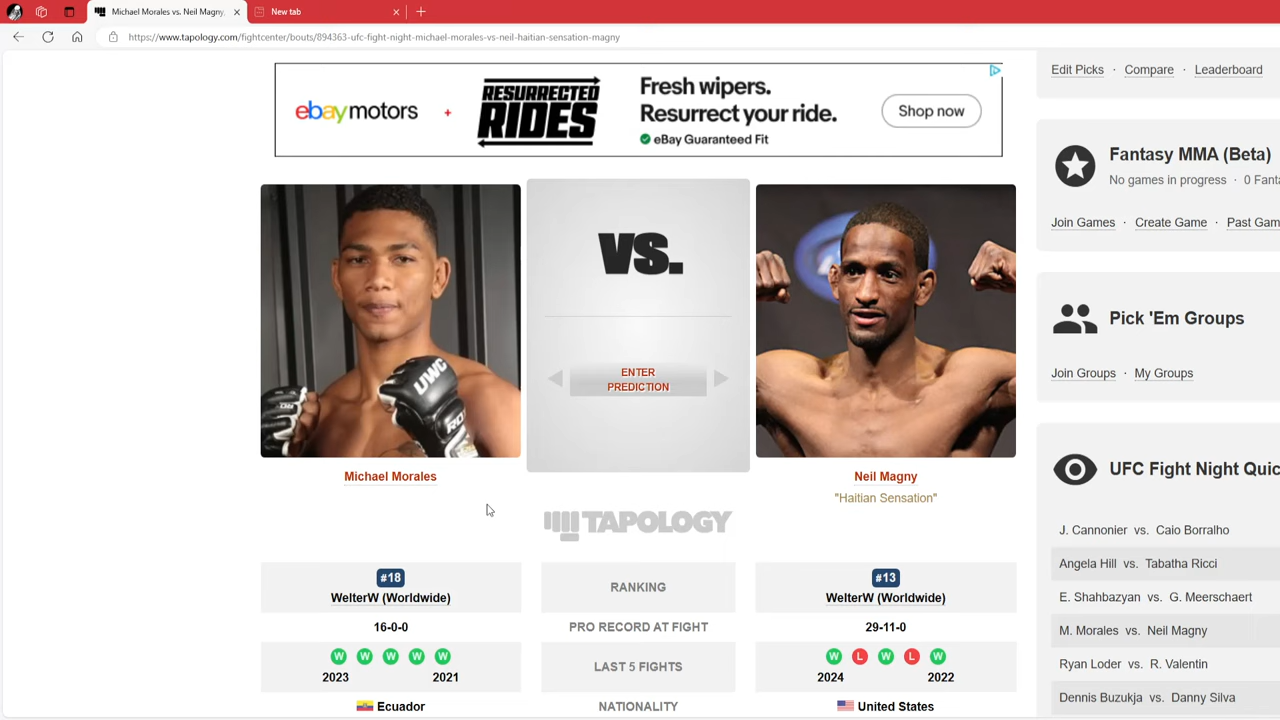 Michael Morales vs. Neil Magny,
New tab
https://www.tapology.com/fightcenter/bouts/894363-ufc-fight-night-michael-morales-vs-neil-haitian-sensation-magny
ebay motors + RESURRECTED RIDES
Fresh wipers.
Resurrect your ride.
eBay Guaranteed Fit
Shop now
Edit Picks · Compare · Leaderboard
Fantasy MMA (Beta)
No games in progress · 0 Fanta
Join Games · Create Game · Past Gam
VS.
ENTER
PREDICTION
UWC
Michael Morales
Neil Magny
"Haitian Sensation"
TAPOLOGY
Pick 'Em Groups
Join Groups · My Groups
UFC Fight Night Quic
J. Cannonier vs. Caio Borralho
Angela Hill vs. Tabatha Ricci
E. Shahbazyan vs. G. Meerschaert
M. Morales vs. Neil Magny
Ryan Loder vs. R. Valentin
Dennis Buzukja vs. Danny Silva
#18 RANKING #13
WelterW (Worldwide) WelterW (Worldwide)
16-0-0 PRO RECORD AT FIGHT 29-11-0
W W W W W LAST 5 FIGHTS W L W L W
2023 2021 2024 2022
Ecuador NATIONALITY United States